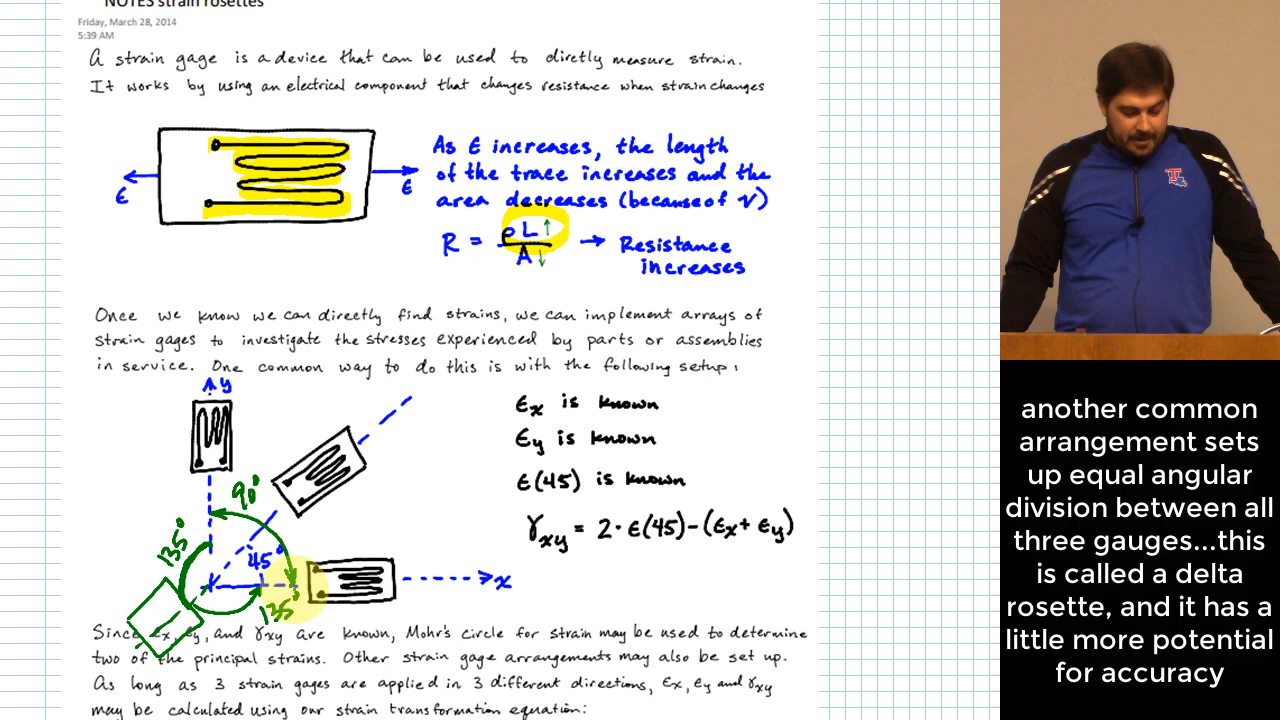 NOTES strain rosettes
Friday, March 28, 2014
5:39 AM
A strain gage is a device that can be used to directly measure strain.
It works by using an electrical component that changes resistance when strain changes
ϵ
ϵ
As ϵ increases, the length
of the trace increases and the
area decreases (because of ν)
R = ρL↑ / A↓ → Resistance
increases
Once we know we can directly find strains, we can implement arrays of
strain gages to investigate the stresses experienced by parts or assemblies
in service. One common way to do this is with the following setup:
y
90°
135°
45°
135°
x
ϵx is known
ϵy is known
ϵ(45) is known
γxy = 2·ϵ(45)-(ϵx+ϵy)
Since ϵx, ϵy, and γxy are known, Mohr's circle for strain may be used to determine
two of the principal strains. Other strain gage arrangements may also be set up.
As long as 3 strain gages are applied in 3 different directions, ϵx, ϵy and γxy
may be calculated using our strain transformation equation:
another common
arrangement sets
up equal angular
division between all
three gauges...this
is called a delta
rosette, and it has a
little more potential
for accuracy